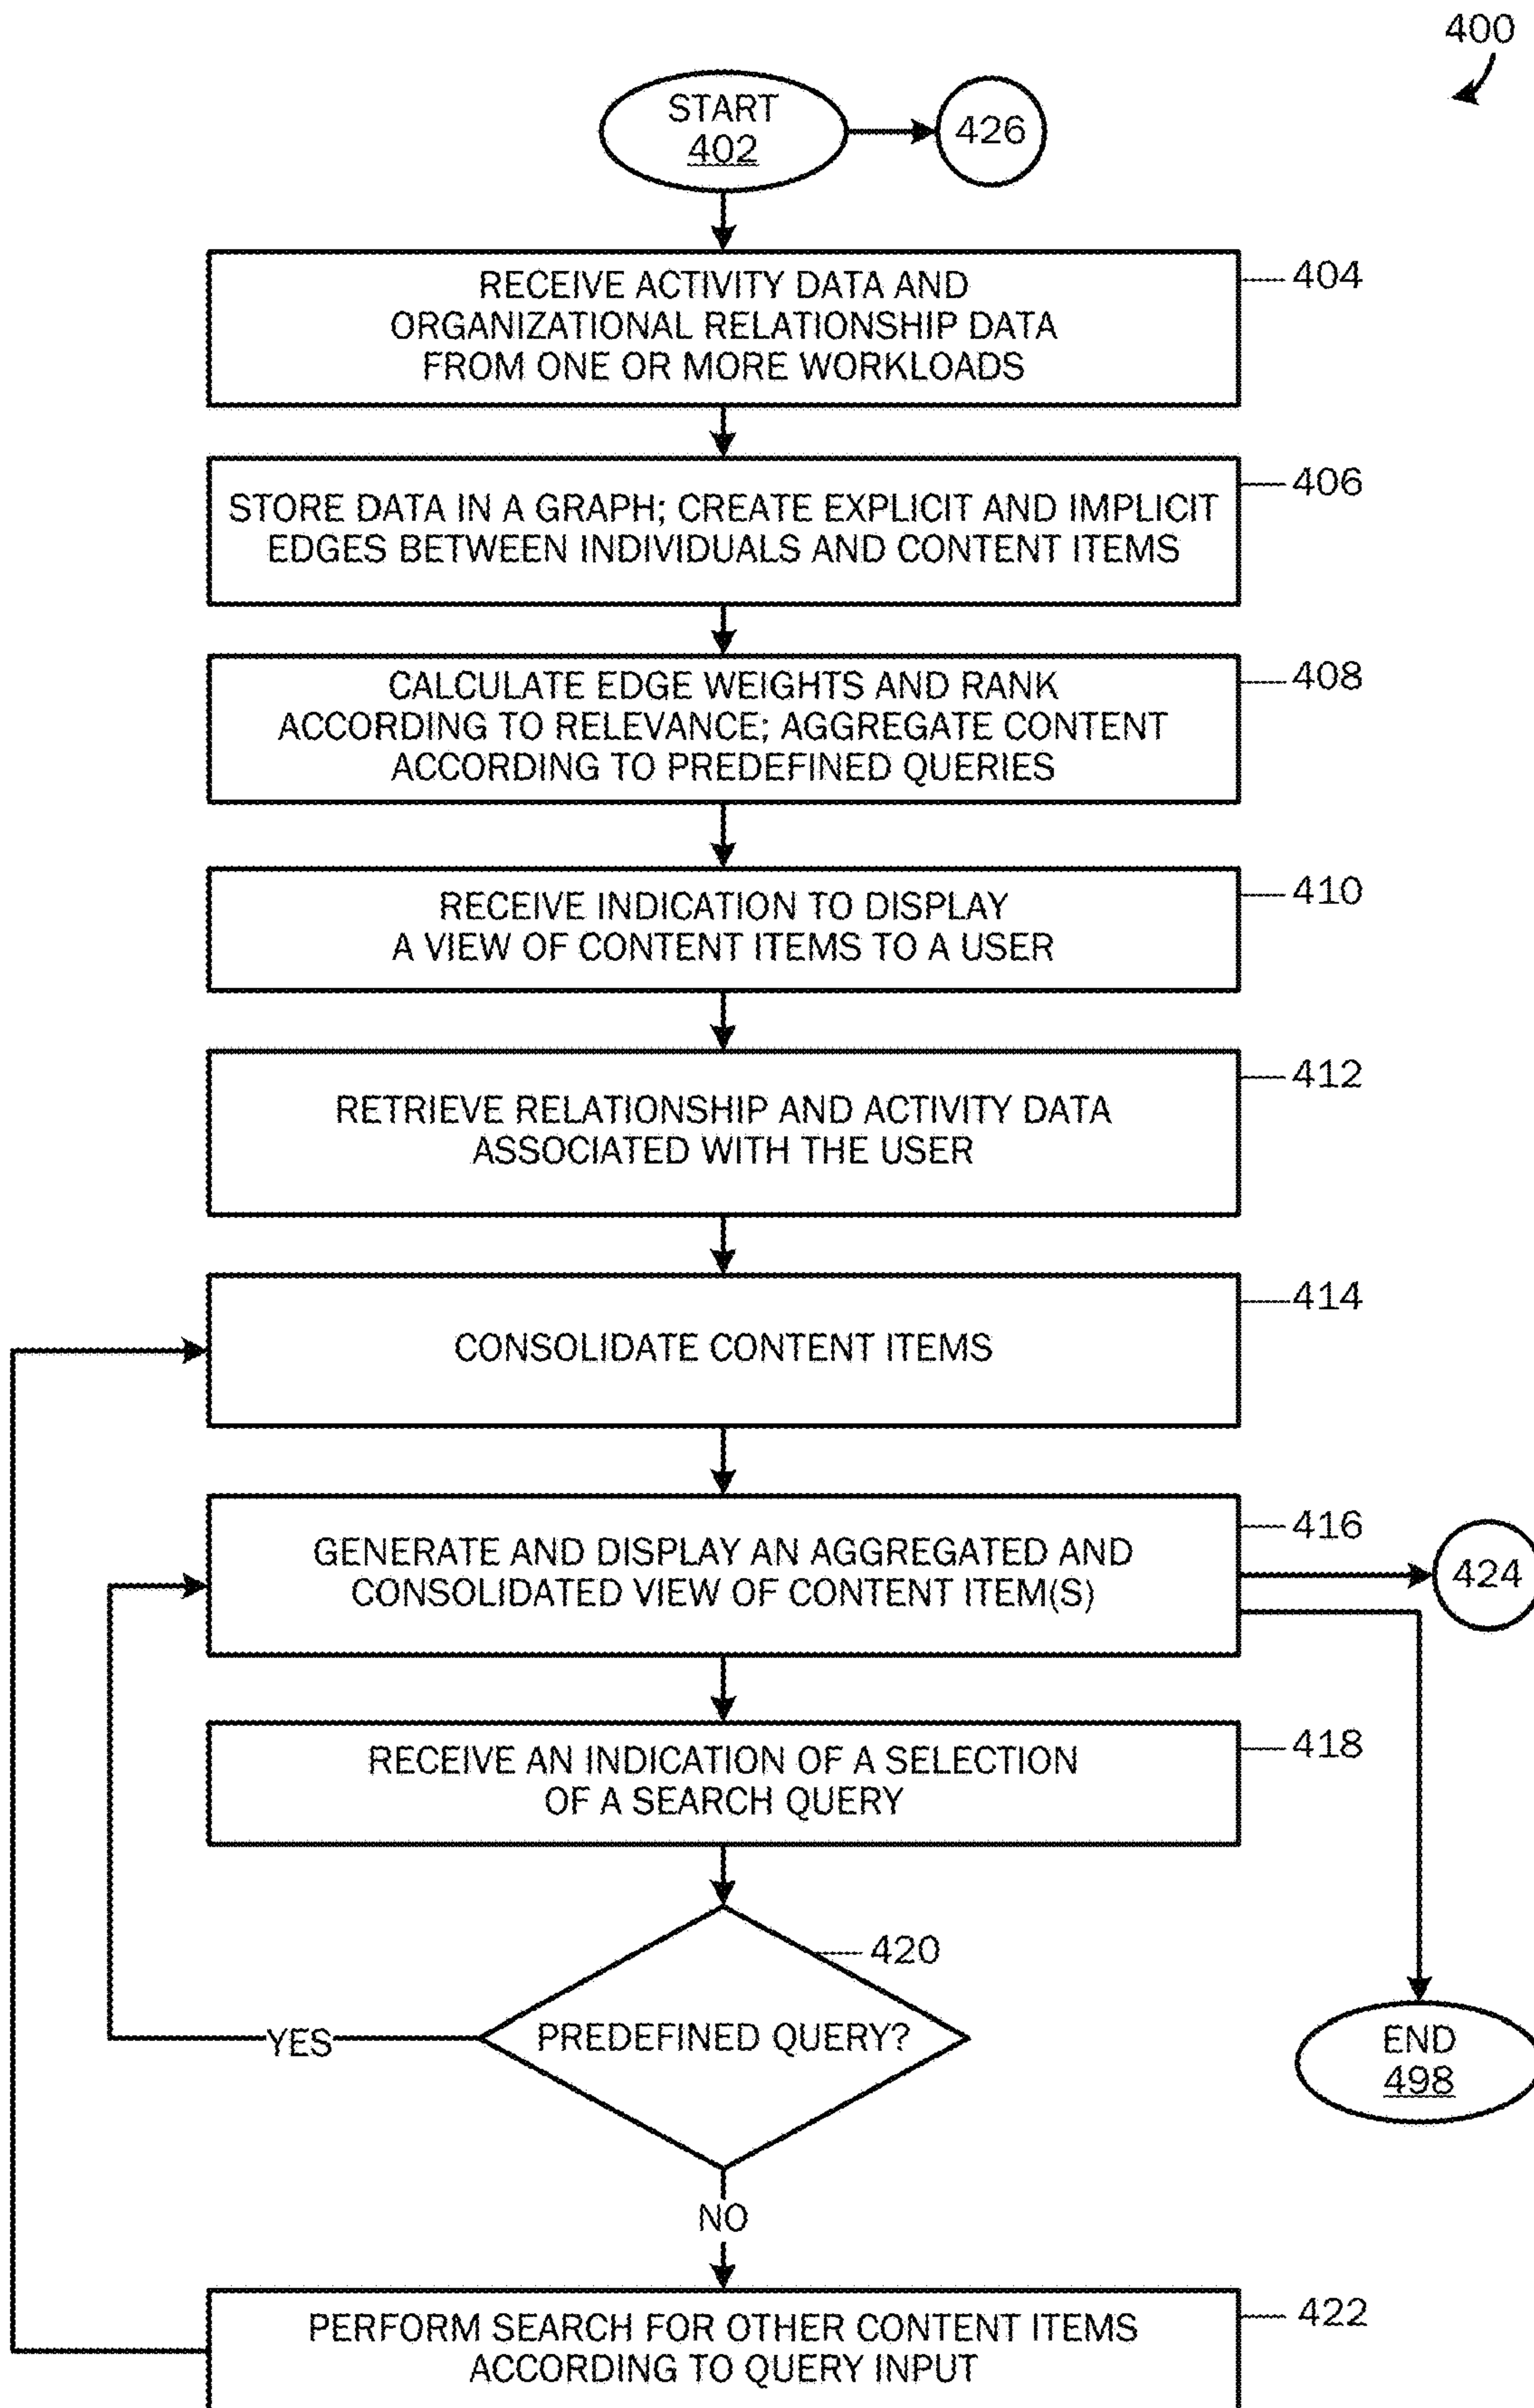 400
START
402
426
RECEIVE ACTIVITY DATA AND
ORGANIZATIONAL RELATIONSHIP DATA
FROM ONE OR MORE WORKLOADS
404
STORE DATA IN A GRAPH; CREATE EXPLICIT AND IMPLICIT
EDGES BETWEEN INDIVIDUALS AND CONTENT ITEMS
406
CALCULATE EDGE WEIGHTS AND RANK
ACCORDING TO RELEVANCE; AGGREGATE CONTENT
ACCORDING TO PREDEFINED QUERIES
408
RECEIVE INDICATION TO DISPLAY
A VIEW OF CONTENT ITEMS TO A USER
410
RETRIEVE RELATIONSHIP AND ACTIVITY DATA
ASSOCIATED WITH THE USER
412
CONSOLIDATE CONTENT ITEMS
414
GENERATE AND DISPLAY AN AGGREGATED AND
CONSOLIDATED VIEW OF CONTENT ITEM(S)
416
424
RECEIVE AN INDICATION OF A SELECTION
OF A SEARCH QUERY
418
420
PREDEFINED QUERY?
YES
END
498
NO
PERFORM SEARCH FOR OTHER CONTENT ITEMS
ACCORDING TO QUERY INPUT
422